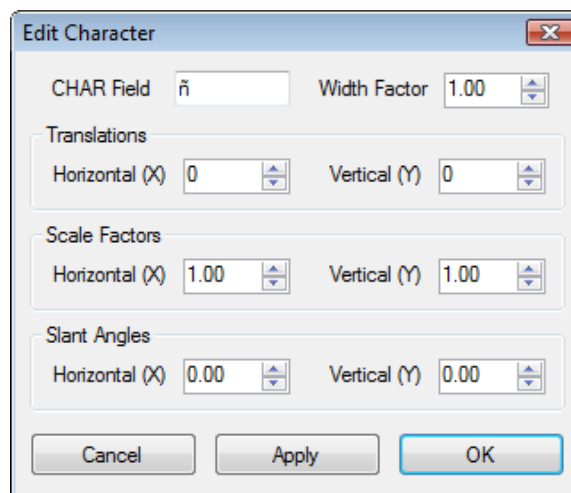 Edit Character
CHAR Field ñ Width Factor 1.00
Translations
Horizontal (X) 0 Vertical (Y) 0
Scale Factors
Horizontal (X) 1.00 Vertical (Y) 1.00
Slant Angles
Horizontal (X) 0.00 Vertical (Y) 0.00
Cancel Apply OK